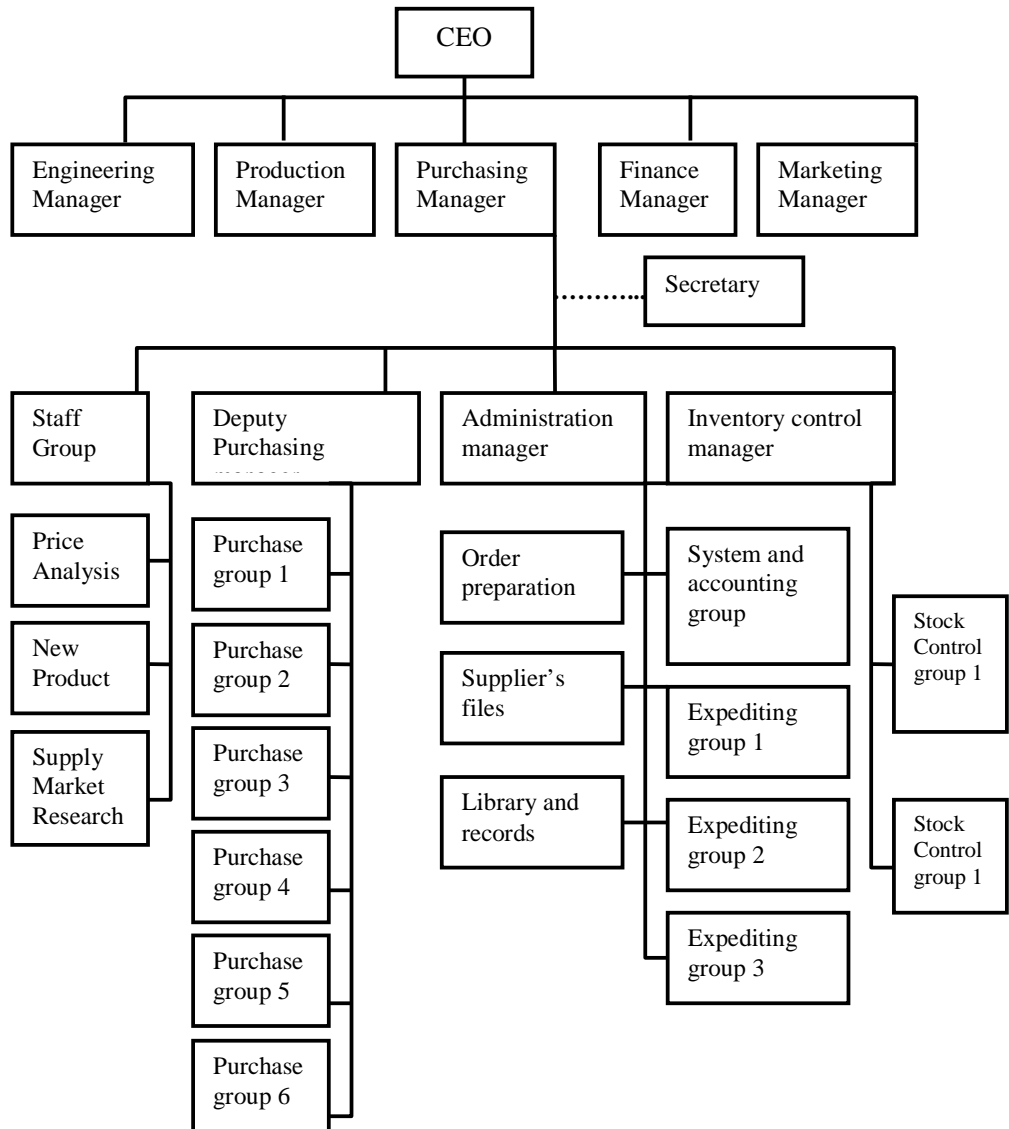 CEO
Engineering
Manager
Production
Manager
Purchasing
Manager
Finance
Manager
Marketing
Manager
Secretary
Staff
Group
Deputy
Purchasing
Administration
manager
Inventory control
manager
Price
Analysis
New
Product
Supply
Market
Research
Purchase
group 1
Purchase
group 2
Purchase
group 3
Purchase
group 4
Purchase
group 5
Purchase
group 6
Order
preparation
Supplier’s
files
Library and
records
System and
accounting
group
Expediting
group 1
Expediting
group 2
Expediting
group 3
Stock
Control
group 1
Stock
Control
group 1